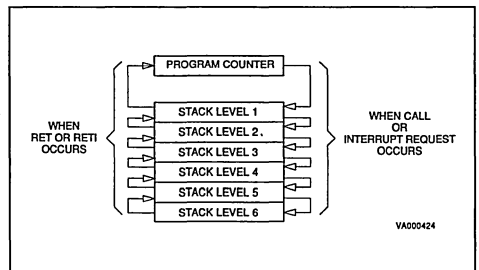 PROGRAM COUNTER
STACK LEVEL 1
STACK LEVEL 2.
STACK LEVEL 3
STACK LEVEL 4
STACK LEVEL 5
STACK LEVEL 6
WHEN
RET OR RETI
OCCURS
WHEN CALL
OR
INTERRUPT REQUEST
OCCURS
VA000424